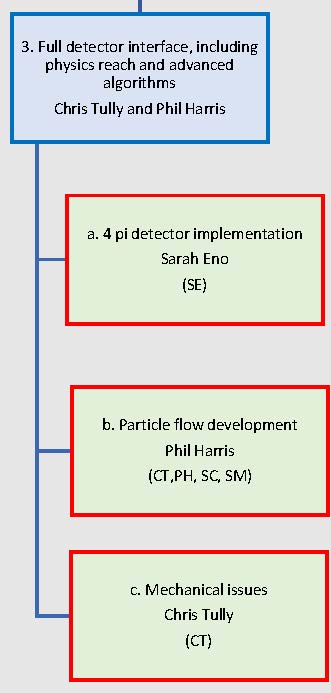 3. Full detector interface, including
physics reach and advanced
algorithms
Chris Tully and Phil Harris
a. 4 pi detector implementation
Sarah Eno
(SE)
b. Particle flow development
Phil Harris
(CT,PH, SC, SM)
c. Mechanical issues
Chris Tully
(CT)